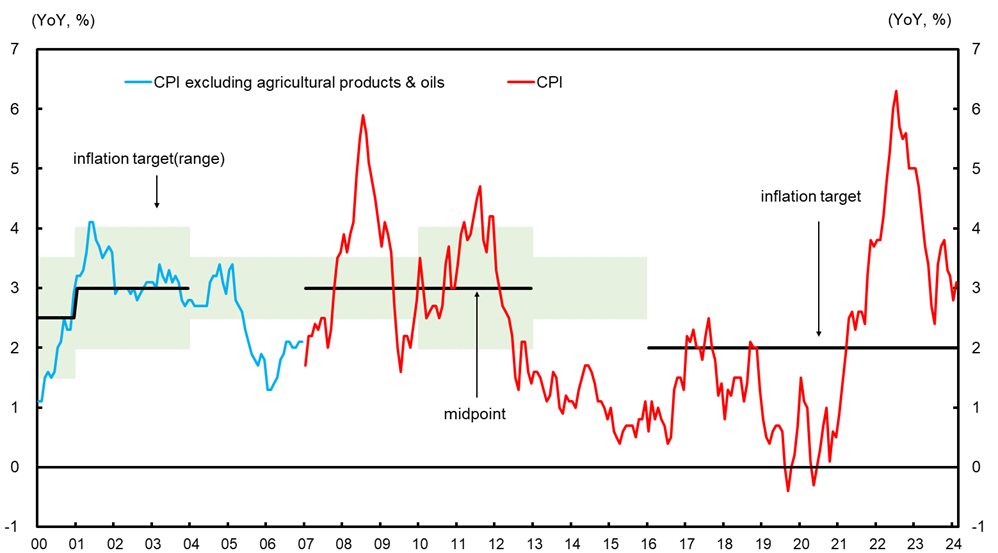 (YoY, %) (YoY, %)
7 7
CPI excluding agricultural products & oils CPI
6 6
inflation target(range)
5 5
inflation target
4 4
3 3
2 2
midpoint
1 1
0 0
-1 -1
00 01 02 03 04 05 06 07 08 09 10 11 12 13 14 15 16 17 18 19 20 21 22 23 24